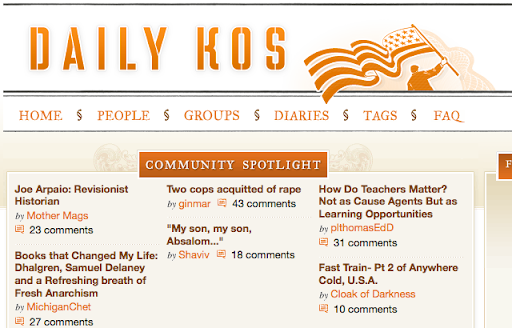 DAILY KOS
HOME § PEOPLE § GROUPS § DIARIES § TAGS § FAQ
COMMUNITY SPOTLIGHT
F
Joe Arpaio: Revisionist
Historian
by Mother Mags
23 comments
Books that Changed My Life:
Dhalgren, Samuel Delaney
and a Refreshing breath of
Fresh Anarchism
by MichiganChet
27 comments
Two cops acquitted of rape
by ginmar 43 comments
"My son, my son,
Absalom..."
by Shaviv 18 comments
How Do Teachers Matter?
Not as Cause Agents But as
Learning Opportunities
by plthomasEdD
31 comments
Fast Train- Pt 2 of Anywhere
Cold, U.S.A.
by Cloak of Darkness
10 comments